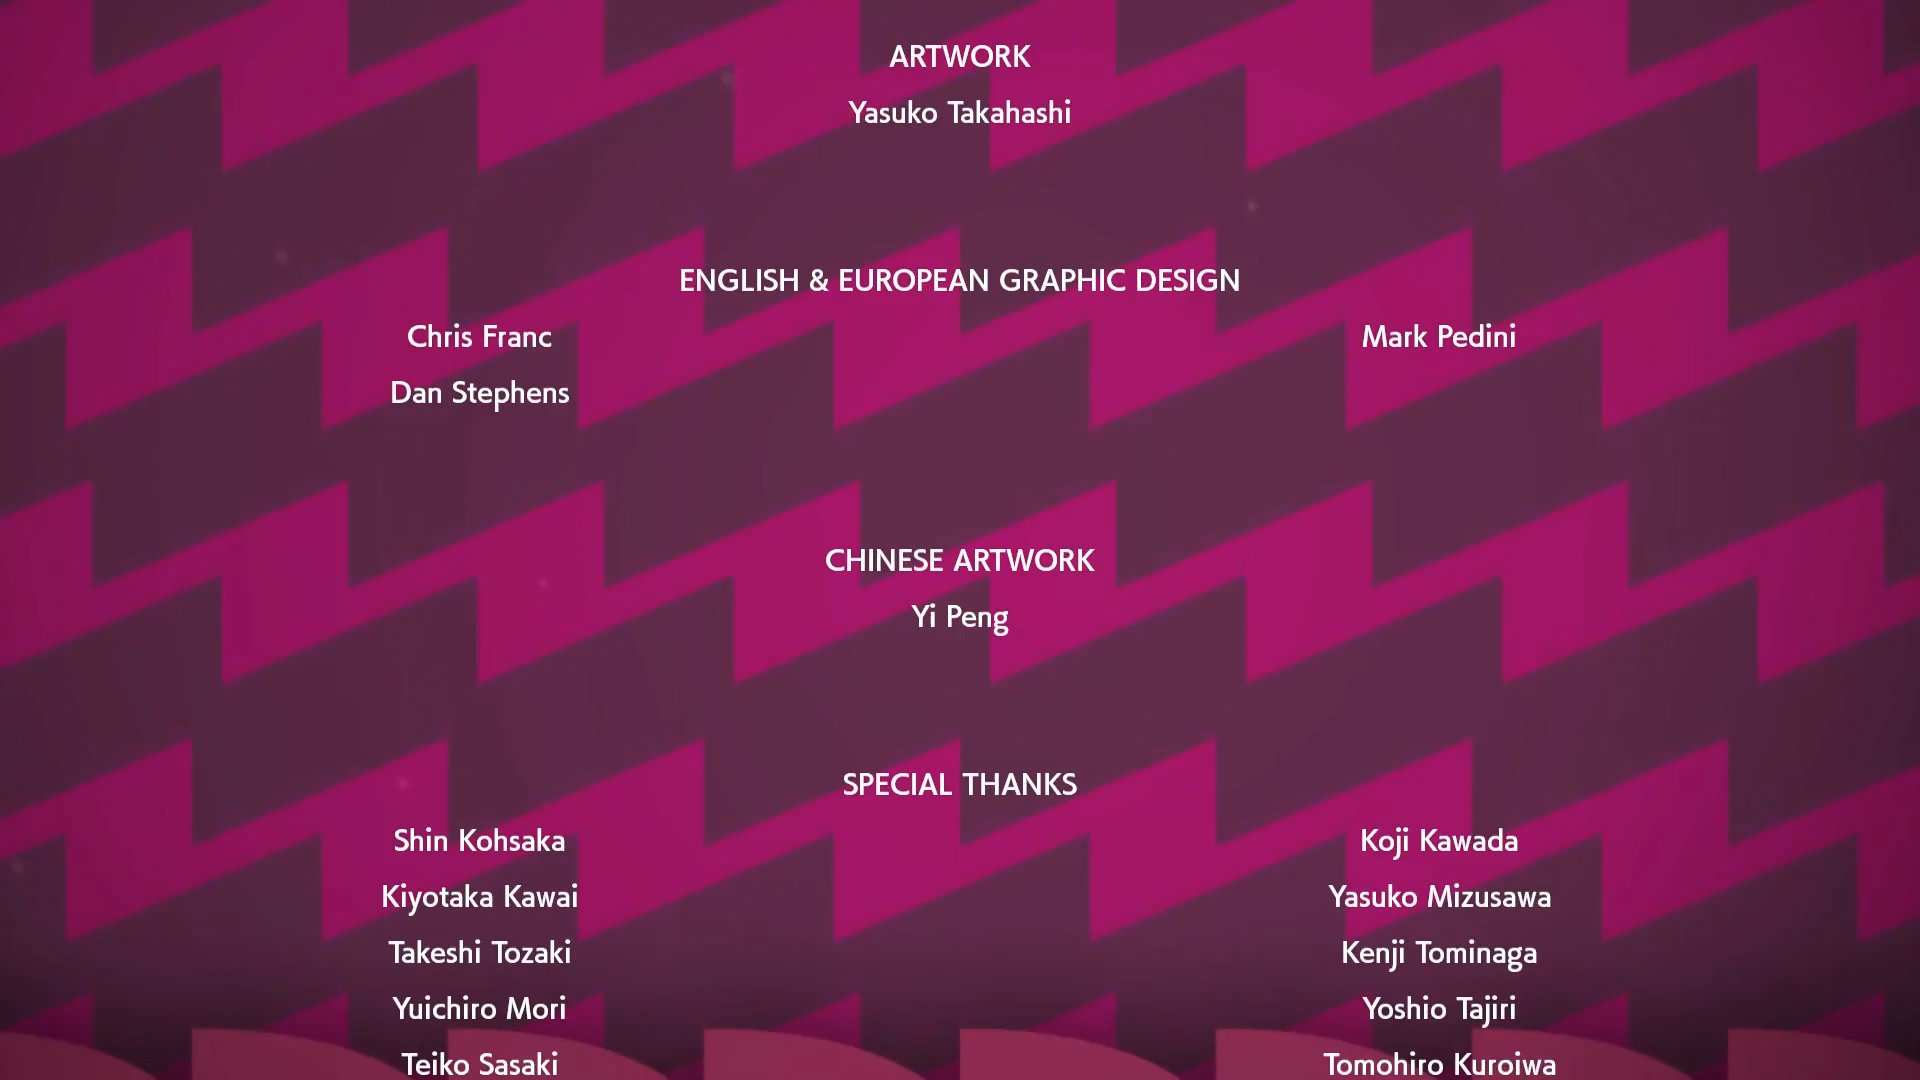 ARTWORK
Yasuko Takahashi
ENGLISH & EUROPEAN GRAPHIC DESIGN
Chris Franc
Mark Pedini
Dan Stephens
CHINESE ARTWORK
Yi Peng
SPECIAL THANKS
Shin Kohsaka
Koji Kawada
Kiyotaka Kawai
Yasuko Mizusawa
Takeshi Tozaki
Kenji Tominaga
Yuichiro Mori
Yoshio Tajiri
Teiko Sasaki
Tomohiro Kuroiwa